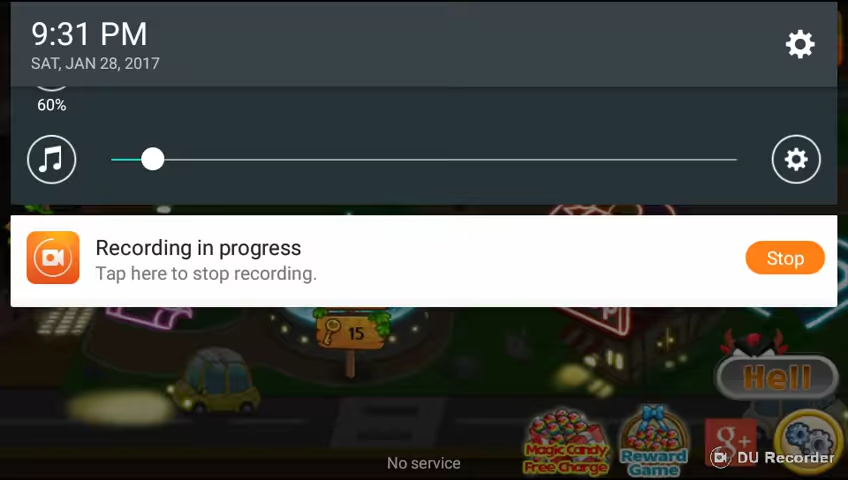 9:31 PM
SAT, JAN 28, 2017
60%
Recording in progress
Tap here to stop recording.
Stop
15
Hell
Magic Candy
Free Charge
Reward
Game
g+
DU Recorder
No service